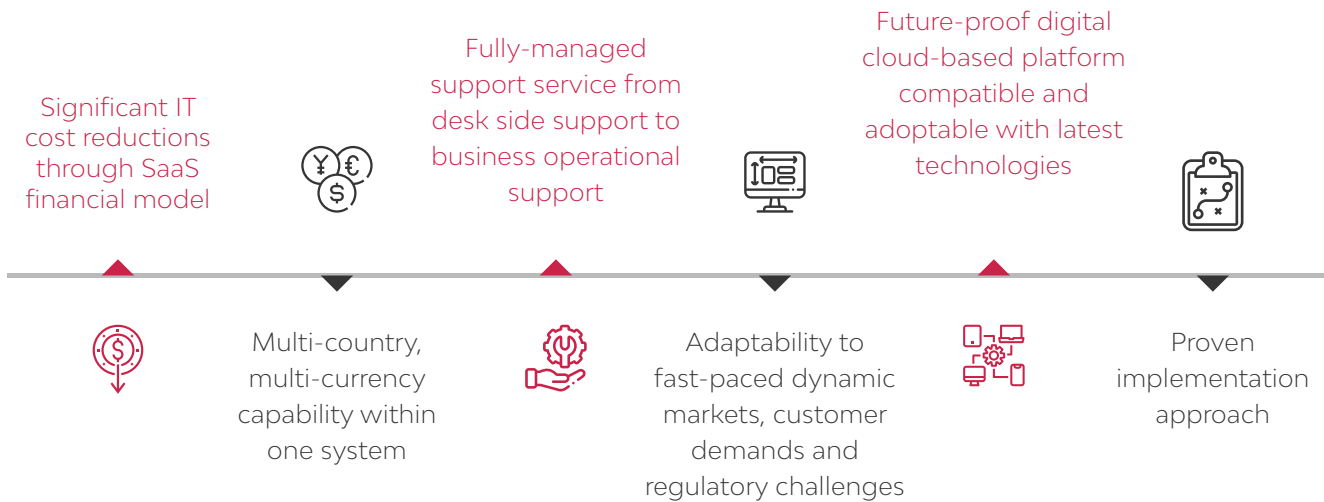 Significant IT
cost reductions
through SaaS
financial model
Multi-country,
multi-currency
capability within
one system
Fully-managed
support service from
desk side support to
business operational
support
Adaptability to
fast-paced dynamic
markets, customer
demands and
regulatory challenges
Future-proof digital
cloud-based platform
compatible and
adoptable with latest
technologies
Proven
implementation
approach